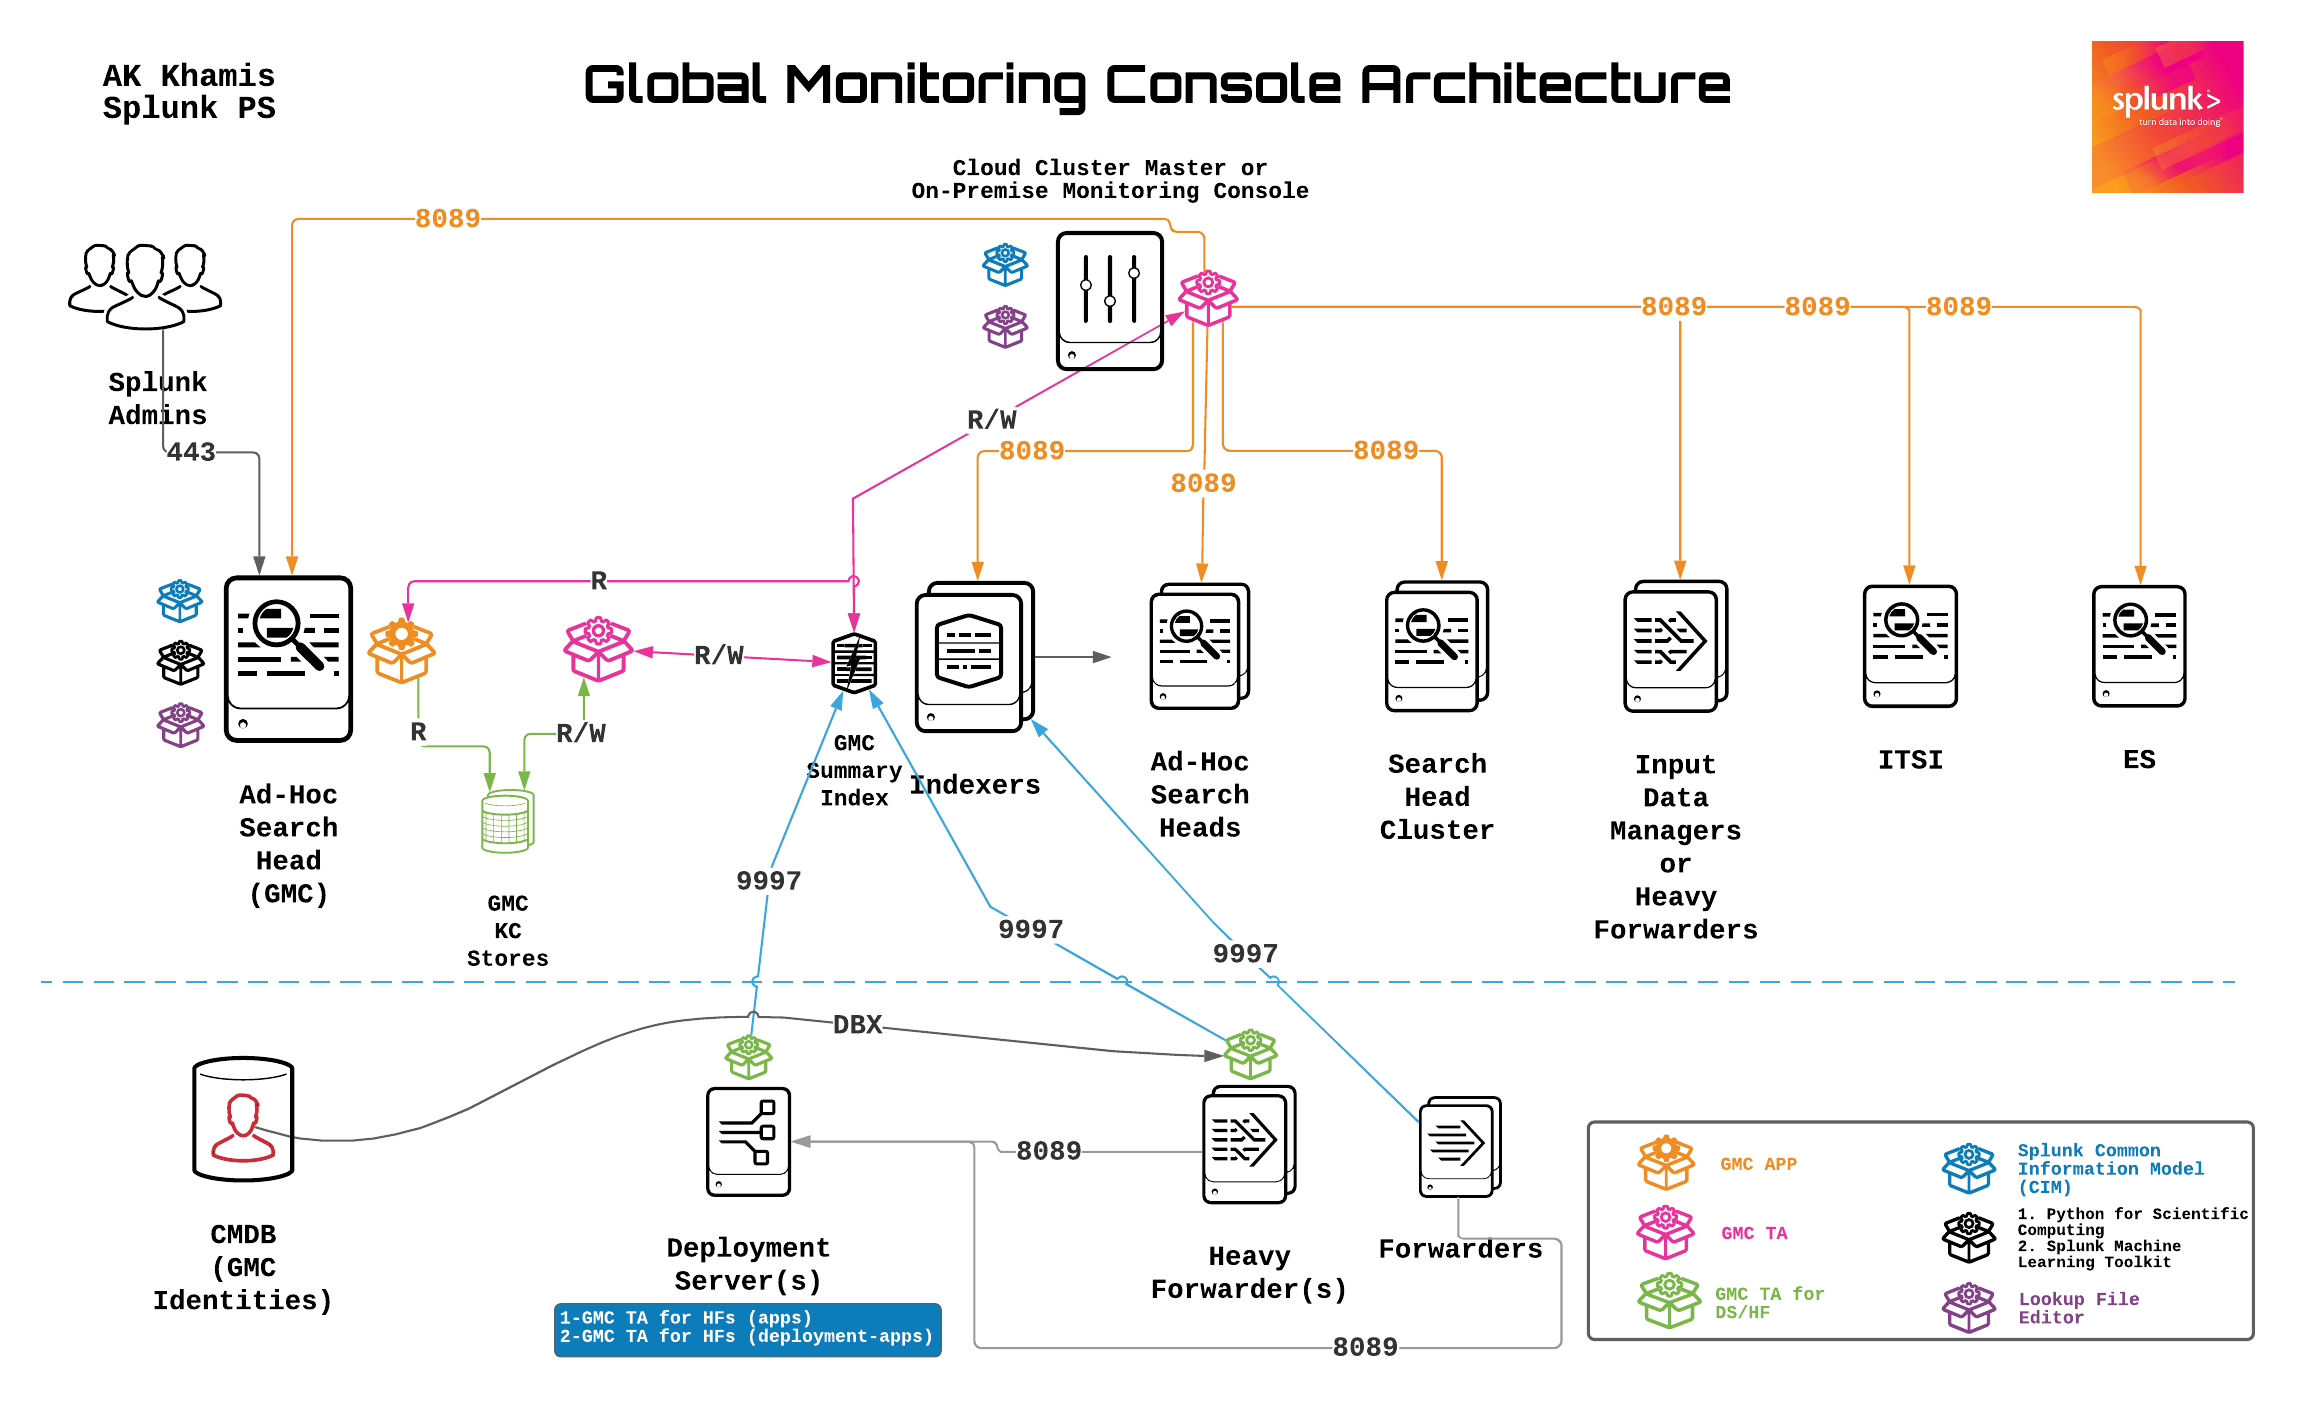 AK Khamis
Splunk PS
Global Monitoring Console Architecture
splunk>
turn data into doing
Cloud Cluster Master or
On-Premise Monitoring Console
8089
8089
8089
8089
Splunk
Admins
R/W
443
8089
8089
8089
R
R/W
R
R/W
GMC
Summary
Index
Indexers
Ad-Hoc
Search
Heads
Search
Head
Cluster
Input
Data
Managers
or
Heavy
Forwarders
ITSI
ES
Ad-Hoc
Search
Head
(GMC)
GMC
KC
Stores
9997
9997
9997
DBX
8089
CMDB
(GMC
Identities)
Deployment
Server(s)
1-GMC TA for HFs (apps)
2-GMC TA for HFs (deployment-apps)
Heavy
Forwarder(s)
Forwarders
8089
GMC APP
GMC TA
GMC TA for
DS/HF
Splunk Common
Information Model
(CIM)
1. Python for Scientific
Computing
2. Splunk Machine
Learning Toolkit
Lookup File
Editor